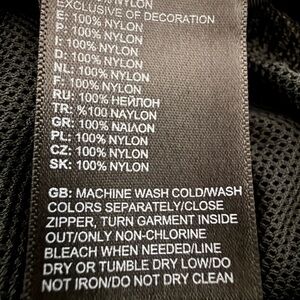 100% NYLON
EXCLUSIVE OF DECORATION
E: 100% NYLON
P: 100% NYLON
I: 100% NYLON
D: 100% NYLON
NL: 100% NYLON
F: 100% NYLON
RU: 100% НЕЙЛОН
TR: %100 NAYLON
GR: 100% ΝΑΙΛΟΝ
PL: 100% NYLON
CZ: 100% NYLON
SK: 100% NYLON
GB: MACHINE WASH COLD/WASH
COLORS SEPARATELY/CLOSE
ZIPPER, TURN GARMENT INSIDE
OUT/ONLY NON-CHLORINE
BLEACH WHEN NEEDED/LINE
DRY OR TUMBLE DRY LOW/DO
NOT IRON/DO NOT DRY CLEAN